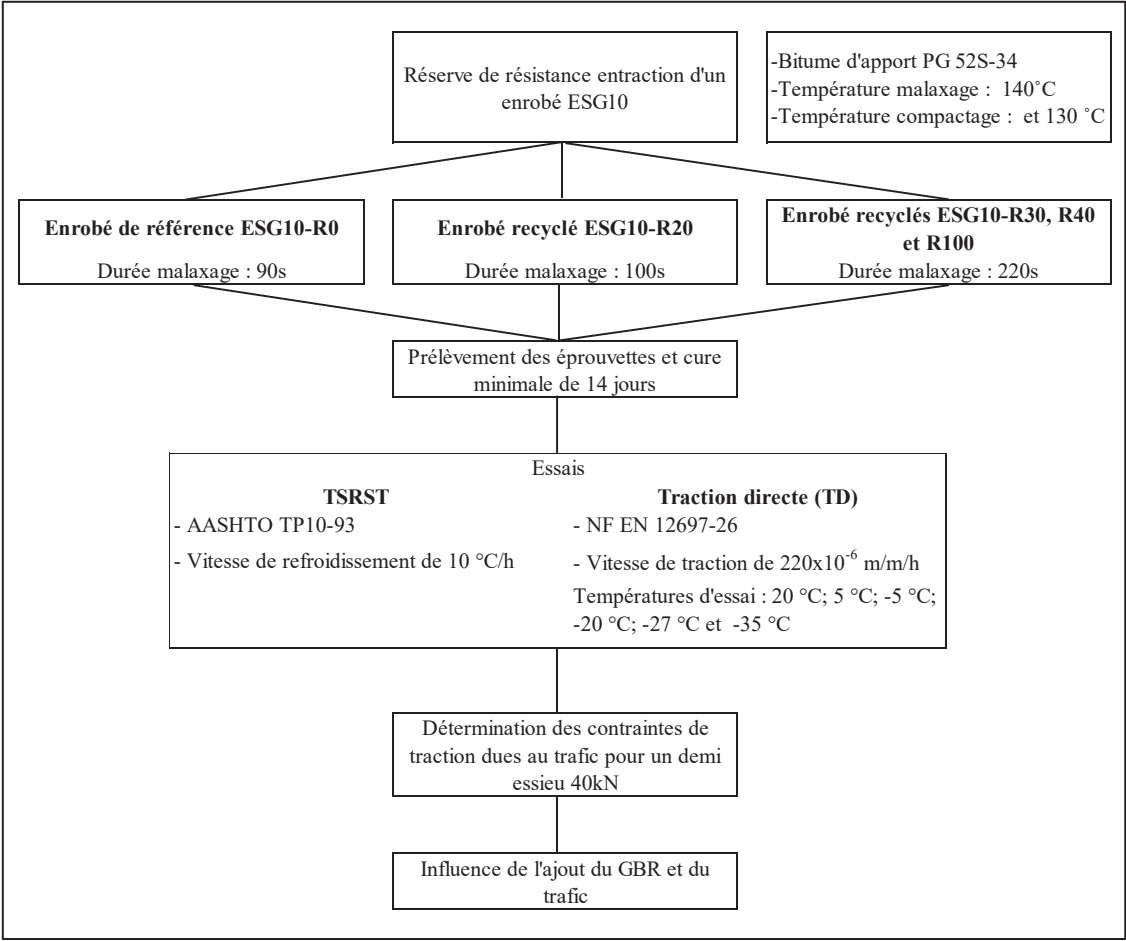 Réserve de résistance entraction d'un
enrobé ESG10
-Bitume d'apport PG 52S-34
-Température malaxage : 140˚C
-Température compactage : et 130 ˚C
Enrobé de référence ESG10-R0
Durée malaxage : 90s
Enrobé recyclé ESG10-R20
Durée malaxage : 100s
Enrobé recyclés ESG10-R30, R40
et R100
Durée malaxage : 220s
Prélèvement des éprouvettes et cure
minimale de 14 jours
Essais
TSRST
- AASHTO TP10-93
- Vitesse de refroidissement de 10 °C/h
Traction directe (TD)
- NF EN 12697-26
- Vitesse de traction de 220x10⁻⁶ m/m/h
Températures d'essai : 20 °C; 5 °C; -5 °C;
-20 °C; -27 °C et -35 °C
Détermination des contraintes de
traction dues au trafic pour un demi
essieu 40kN
Influence de l'ajout du GBR et du
trafic